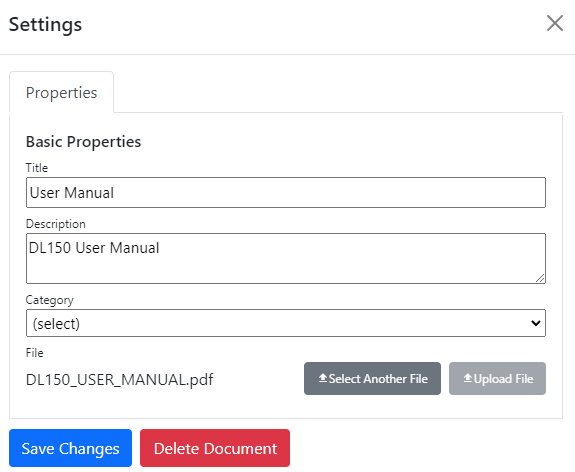 Settings
Properties
Basic Properties
Title
User Manual
Description
DL150 User Manual
Category
(select)
File
DL150_USER_MANUAL.pdf Select Another File Upload File
Save Changes Delete Document